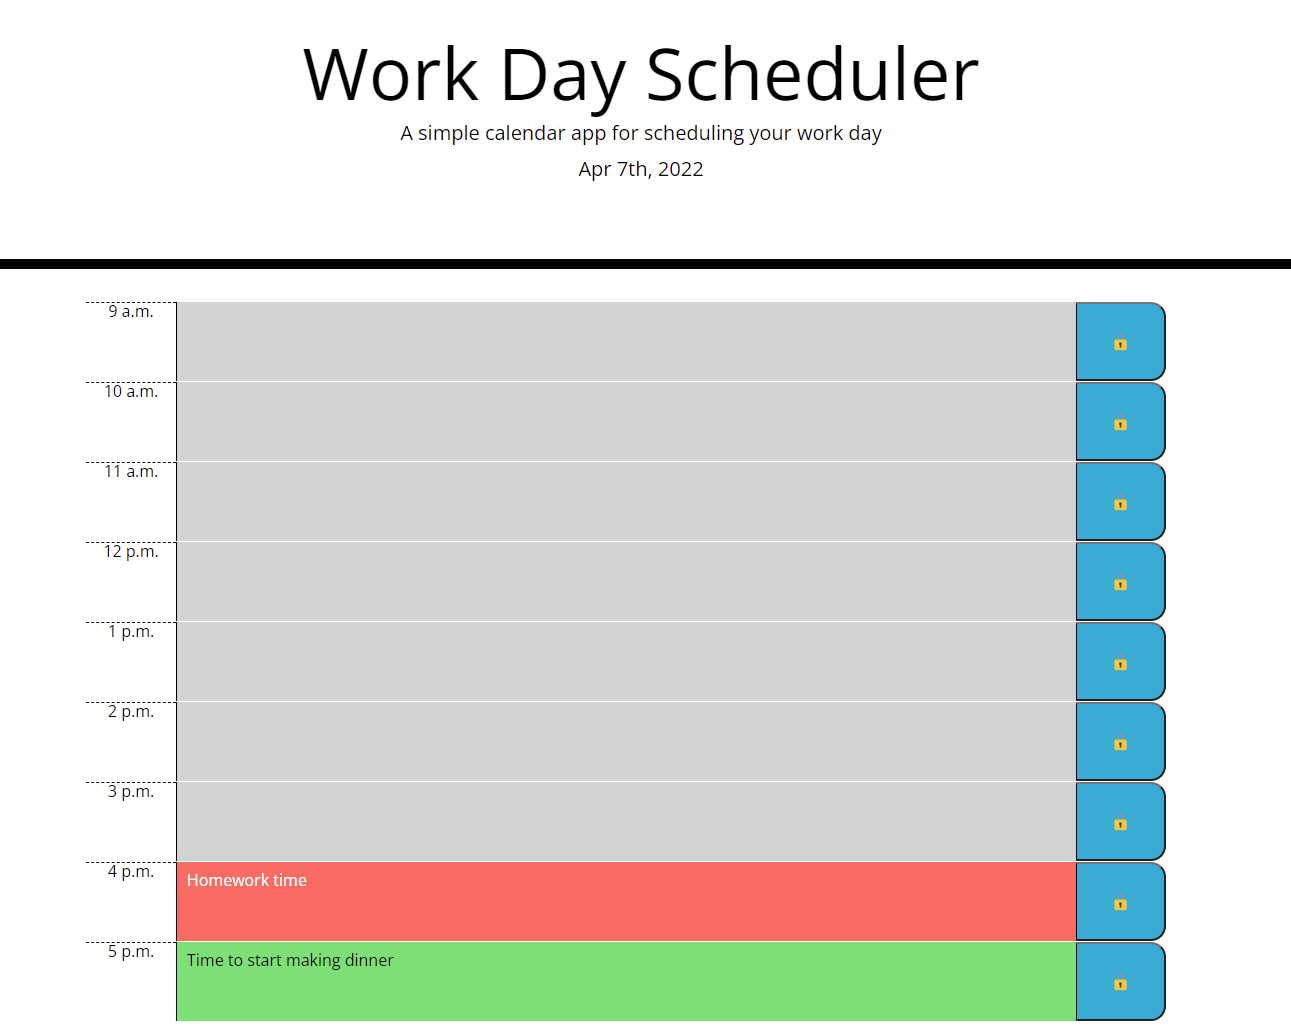 Work Day Scheduler
A simple calendar app for scheduling your work day
Apr 7th, 2022
9 a.m.
10 a.m.
11 a.m.
12 p.m.
1 p.m.
2 p.m.
3 p.m.
4 p.m. Homework time
5 p.m. Time to start making dinner